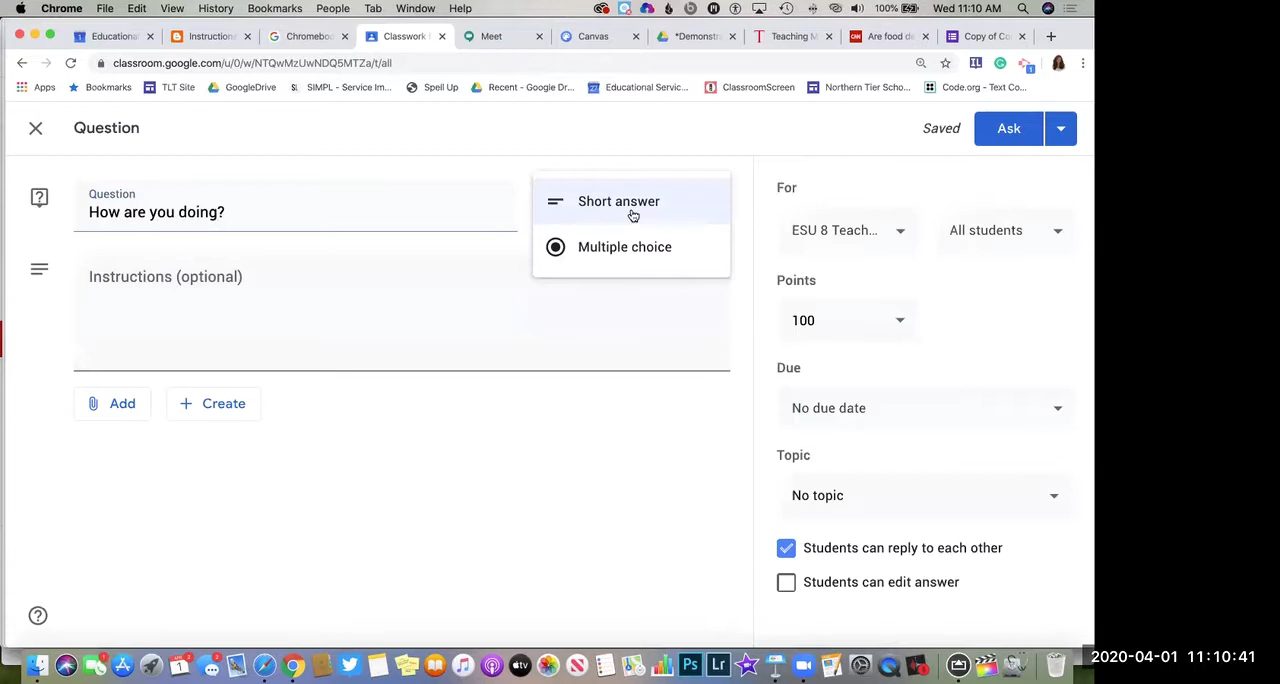 Chrome File Edit View History Bookmarks People Tab Window Help 100% Wed 11:10 AM
Educationa Instruction Chromeboo Classwork Meet Canvas *Demonstr Teaching M Are food de Copy of Co
classroom.google.com/u/0/w/NTQwMzUwNDQ5MTZa/t/all
Apps Bookmarks TLT Site GoogleDrive SIMPL - Service Im... Spell Up Recent - Google Dr... Educational Servic... ClassroomScreen Northern Tier Scho... Code.org - Text Co...
Question Saved Ask
Question
How are you doing?
Short answer
Multiple choice
Instructions (optional)
Add Create
For
ESU 8 Teach... All students
Points
100
Due
No due date
Topic
No topic
Students can reply to each other
Students can edit answer
2020-04-01 11:10:41